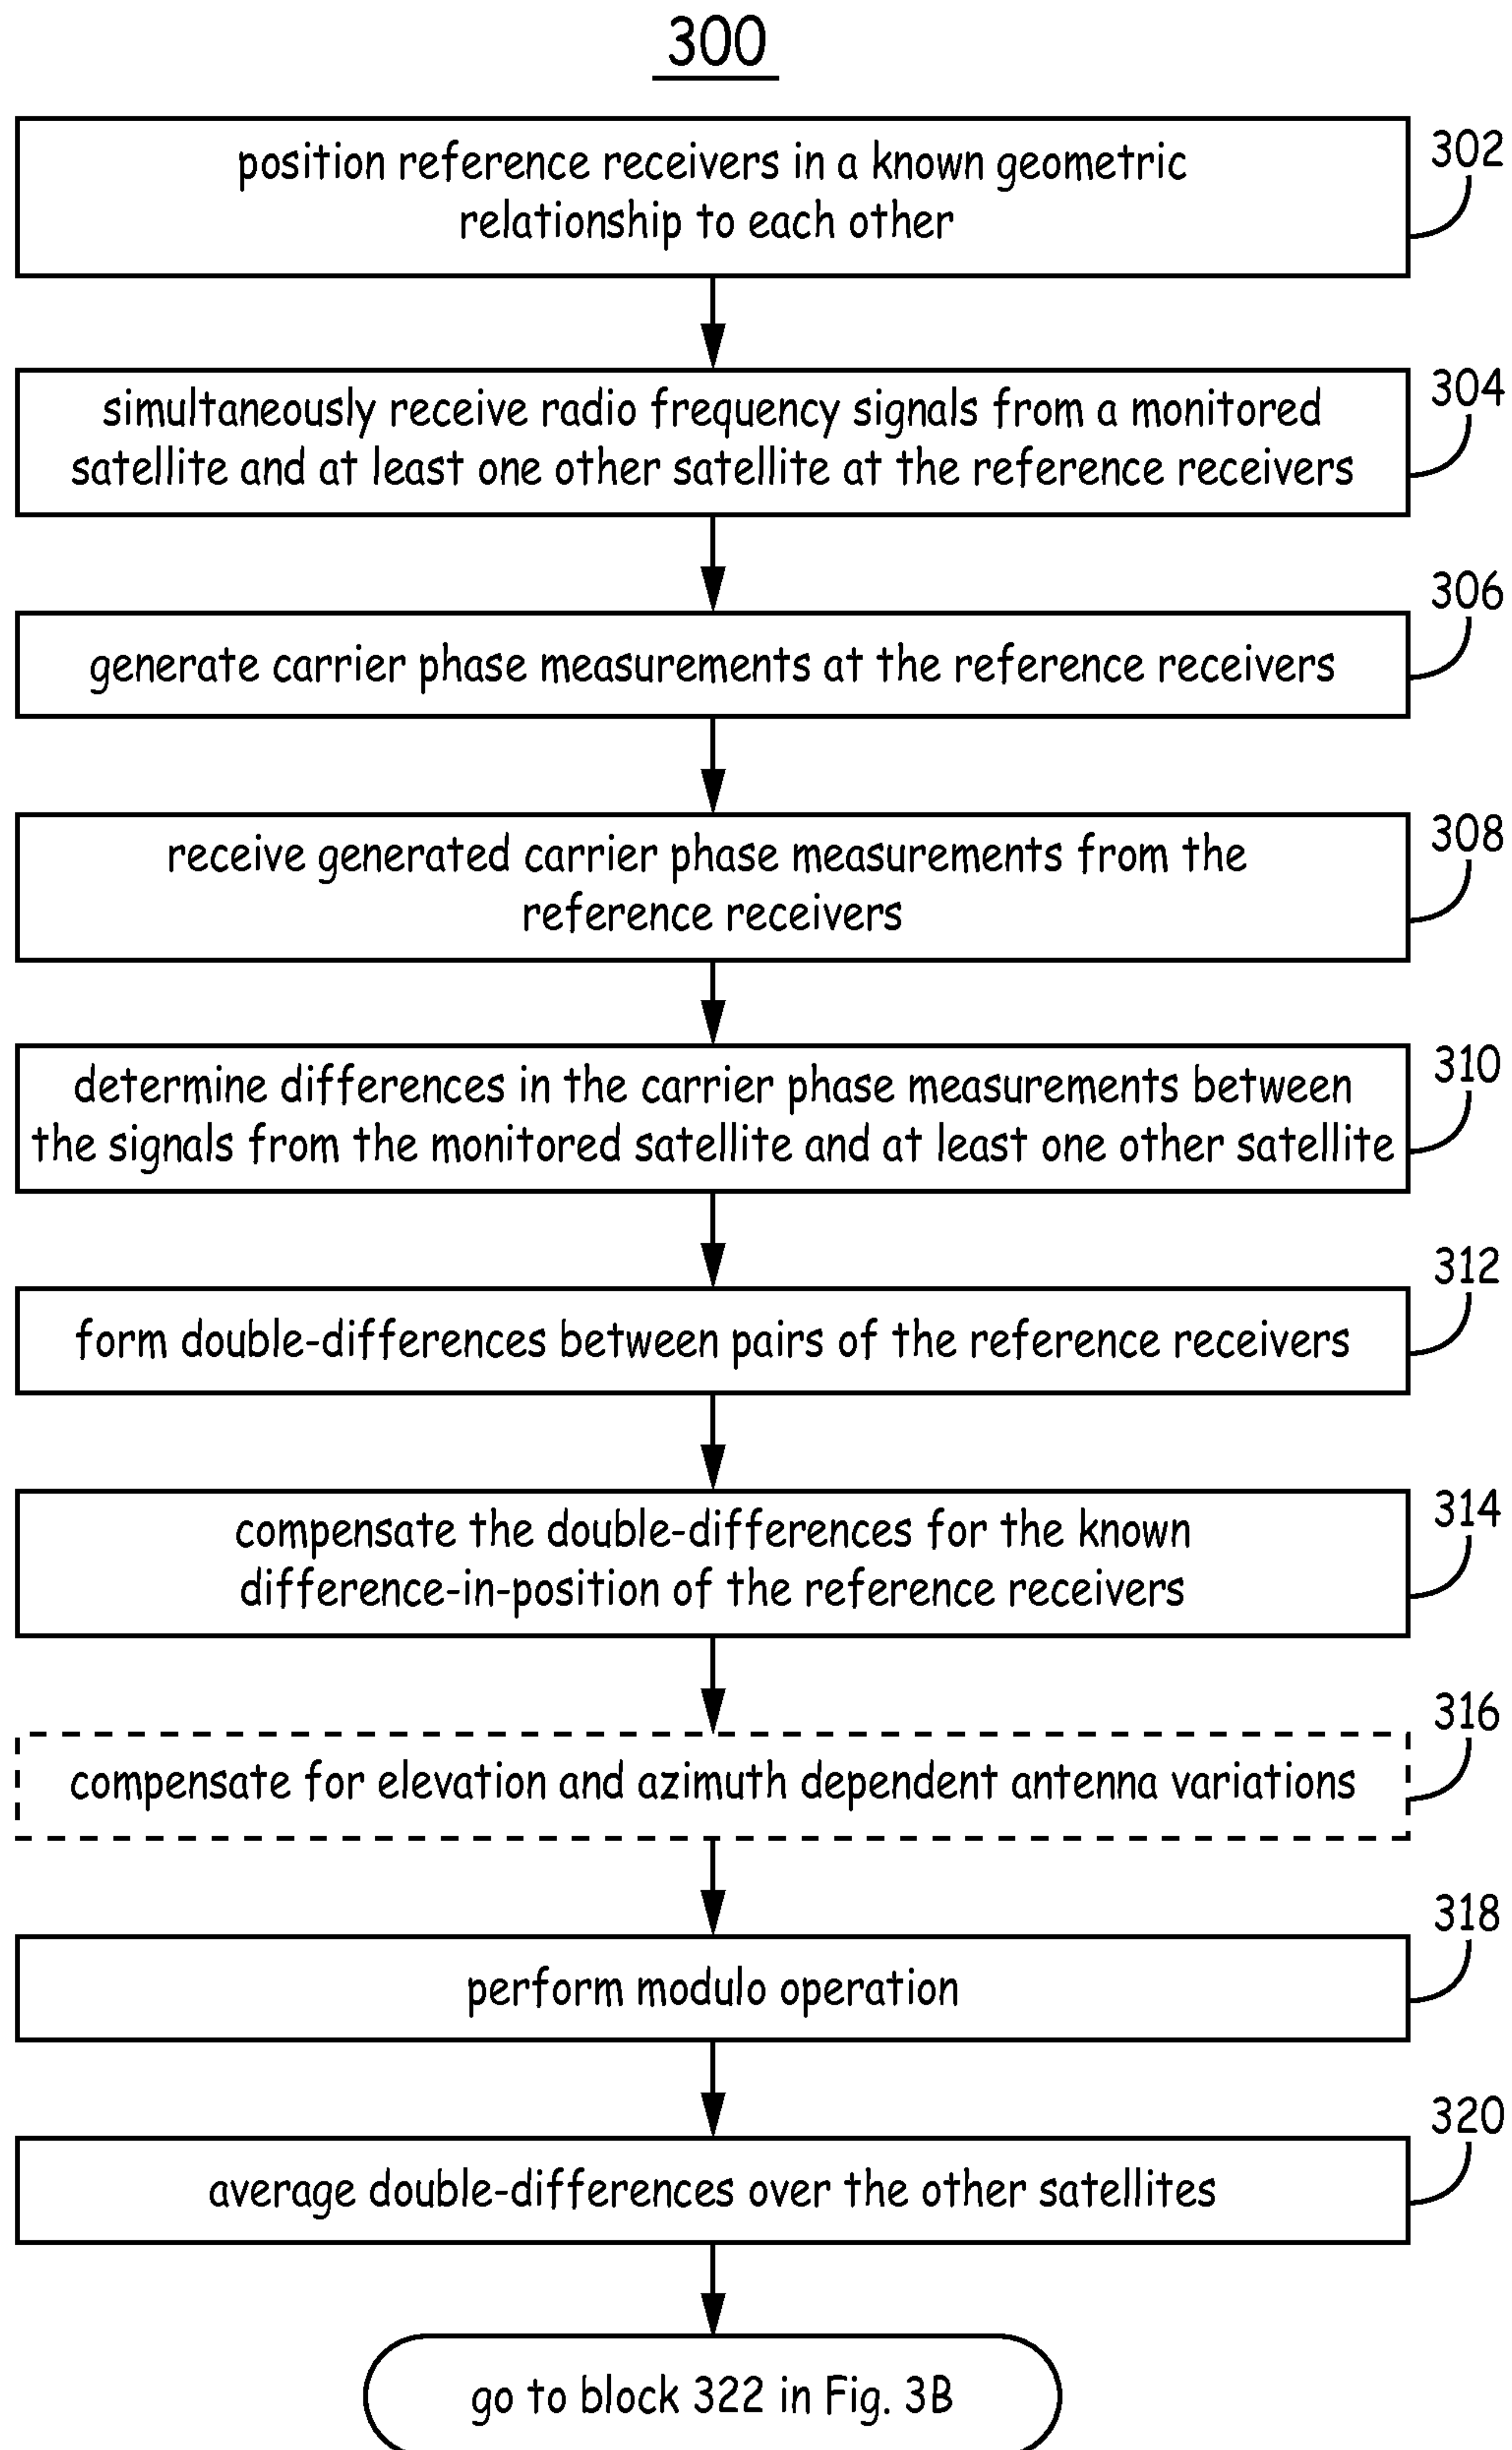 300
position reference receivers in a known geometric
relationship to each other
302
simultaneously receive radio frequency signals from a monitored
satellite and at least one other satellite at the reference receivers
304
generate carrier phase measurements at the reference receivers
306
receive generated carrier phase measurements from the
reference receivers
308
determine differences in the carrier phase measurements between
the signals from the monitored satellite and at least one other satellite
310
form double-differences between pairs of the reference receivers
312
compensate the double-differences for the known
difference-in-position of the reference receivers
314
compensate for elevation and azimuth dependent antenna variations
316
perform modulo operation
318
average double-differences over the other satellites
320
go to block 322 in Fig. 3B